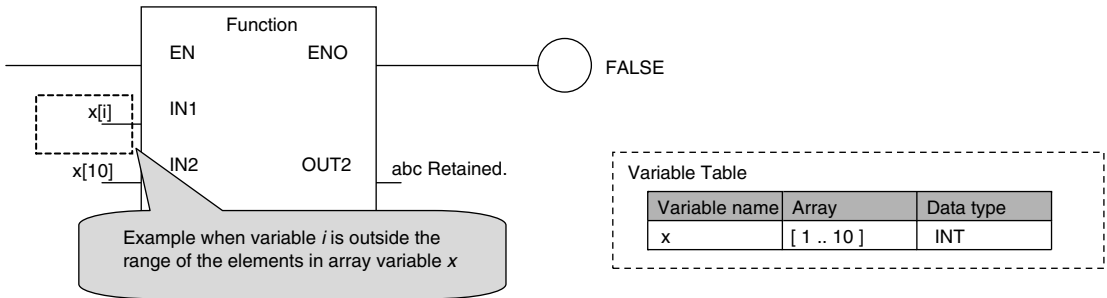 Function
EN ENO
FALSE
x[i] IN1
x[10] IN2 OUT2 abc Retained.
Example when variable i is outside the
range of the elements in array variable x
Variable Table
Variable name Array Data type
x [ 1 .. 10 ] INT